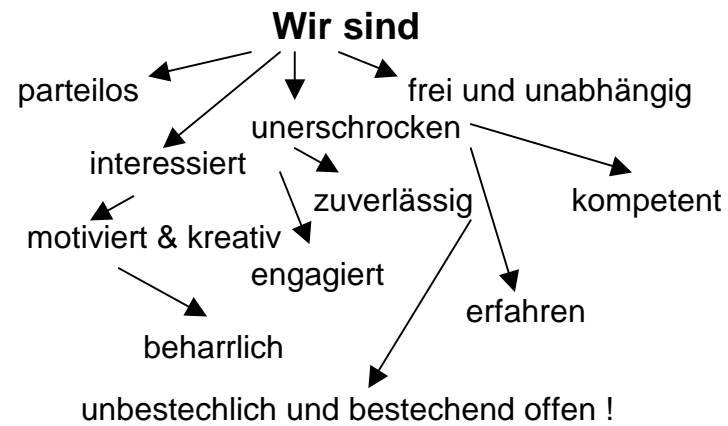 Wir sind
parteilos
frei und unabhängig
unerschrocken
interessiert
zuverlässig
kompetent
motiviert & kreativ
engagiert
erfahren
beharrlich
unbestechlich und bestechend offen !